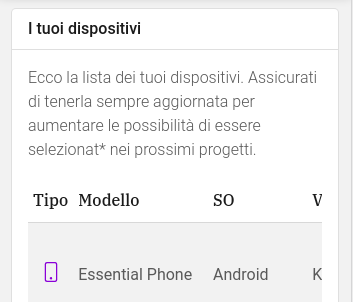 I tuoi dispositivi
Ecco la lista dei tuoi dispositivi. Assicurati
di tenerla sempre aggiornata per
aumentare le possibilità di essere
selezionat* nei prossimi progetti.
Tipo Modello SO V
Essential Phone Android K